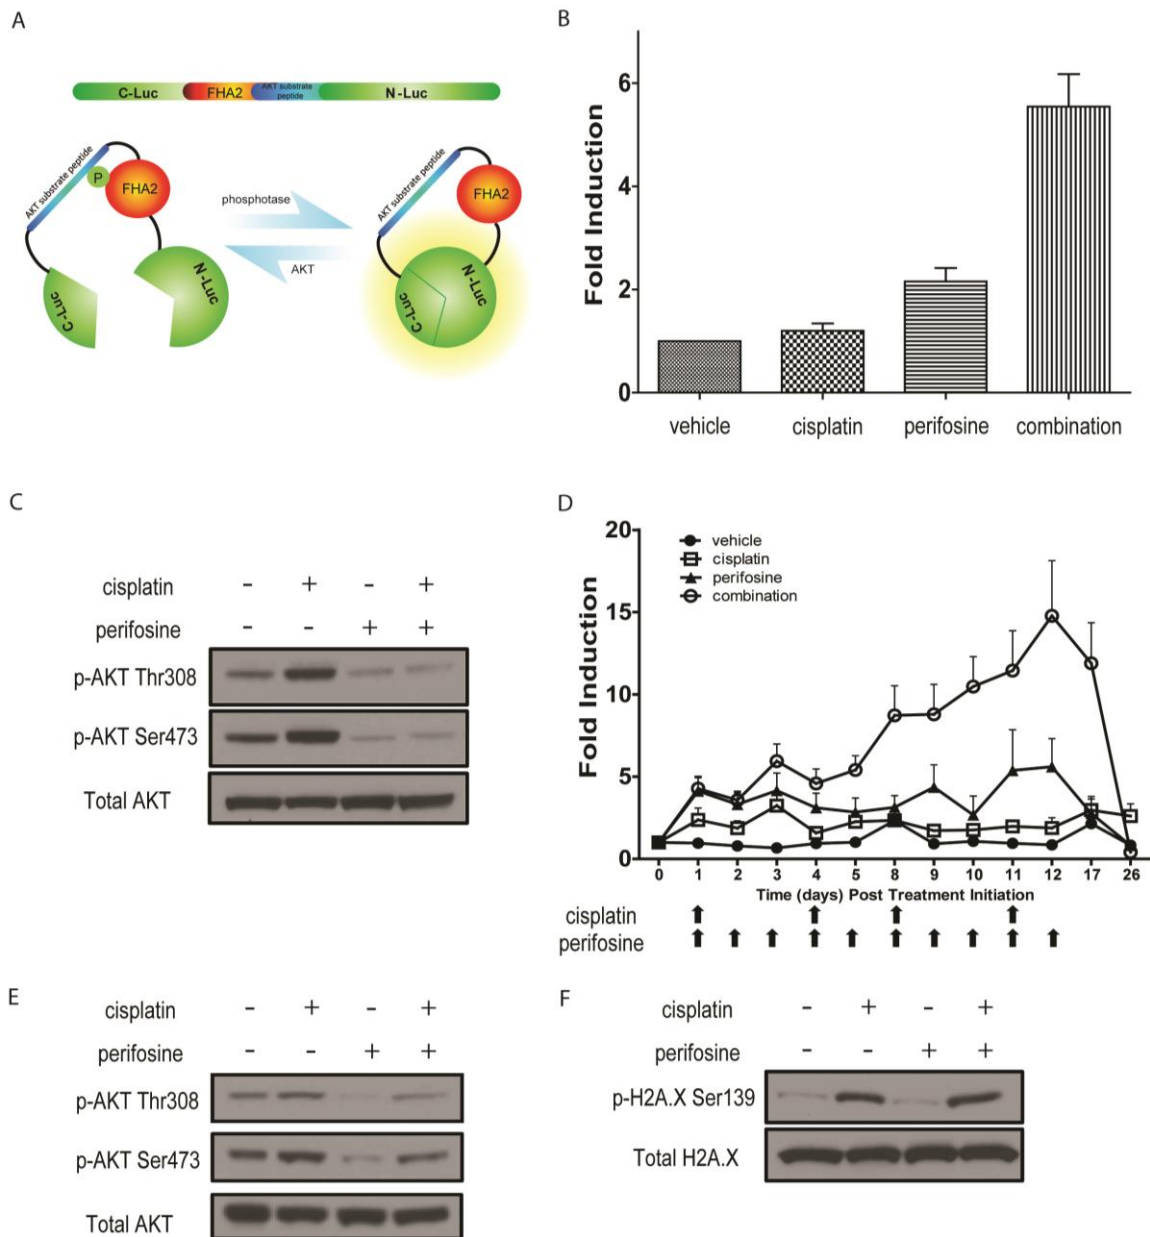 A
C-Luc FHA2 AKT substrate peptide N-Luc
AKT substrate peptide
P
FHA2
C-Luc
N-Luc
phosphotase
AKT
AKT substrate peptide
FHA2
C-Luc
N-Luc
B
Fold Induction
6
4
2
0
vehicle cisplatin perifosine combination
C
cisplatin - + - +
perifosine - - + +
p-AKT Thr308
p-AKT Ser473
Total AKT
D
Fold Induction
20
15
10
5
0
vehicle
cisplatin
perifosine
combination
0 1 2 3 4 5 8 9 10 11 12 17 26
Time (days) Post Treatment Initiation
cisplatin
perifosine
E
cisplatin - + - +
perifosine - - + +
p-AKT Thr308
p-AKT Ser473
Total AKT
F
cisplatin - + - +
perifosine - - + +
p-H2A.X Ser139
Total H2A.X